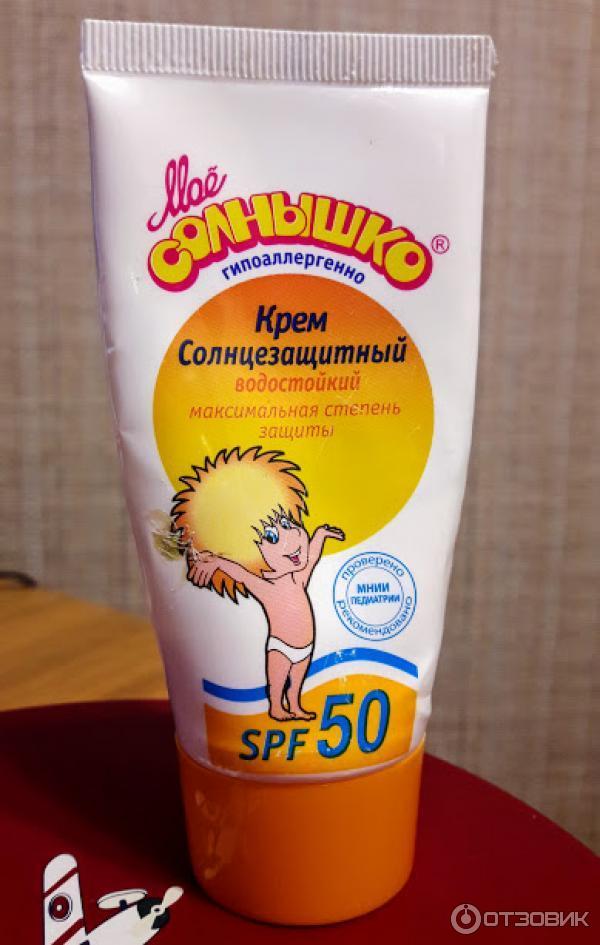 Моё
СОЛНЫШКО®
гипоаллергенно
Крем
Солнцезащитный
водостойкий
максимальная степень
защиты
проверено
МНИИ
ПЕДИАТРИИ
рекомендовано
SPF 50
ОТЗОВИК